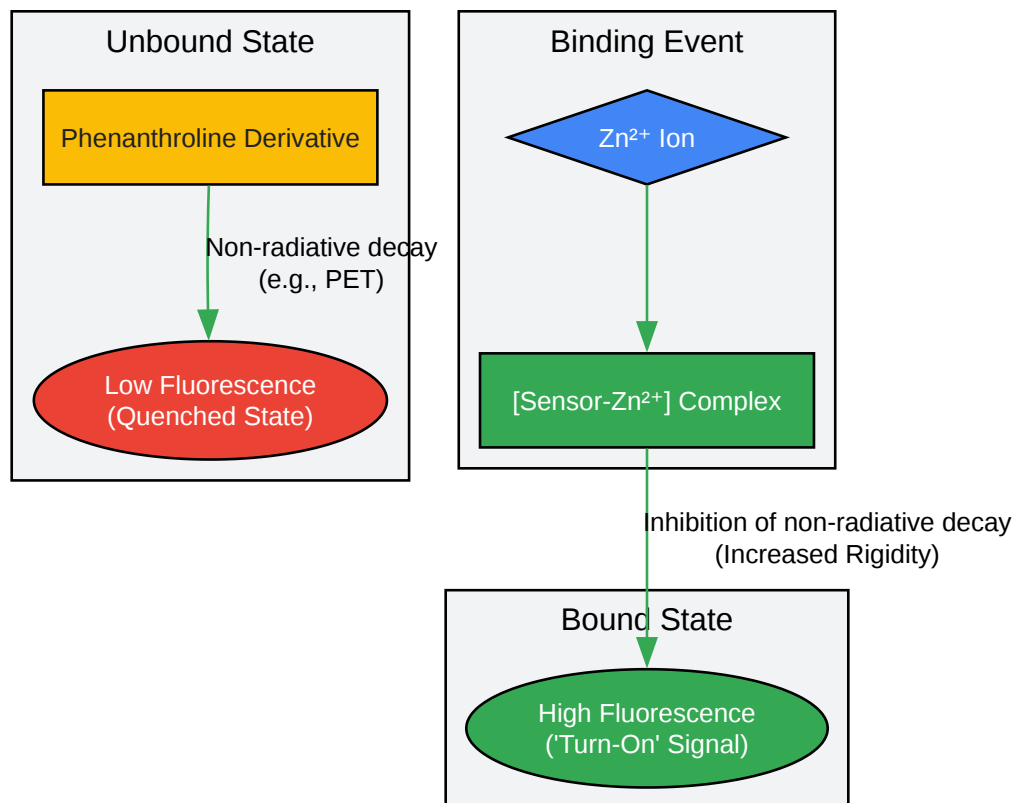 Unbound State
Phenanthroline Derivative
Non-radiative decay
(e.g., PET)
Low Fluorescence
(Quenched State)
Binding Event
Zn²⁺ Ion
[Sensor-Zn²⁺] Complex
Inhibition of non-radiative decay
(Increased Rigidity)
Bound State
High Fluorescence
('Turn-On' Signal)